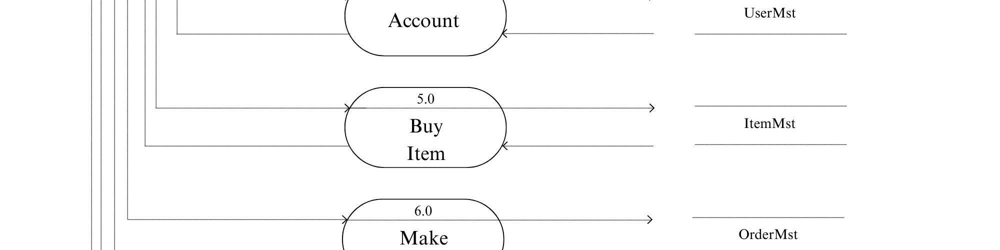 UserMst
Account
5.0
Buy
Item
ItemMst
6.0
Make
OrderMst